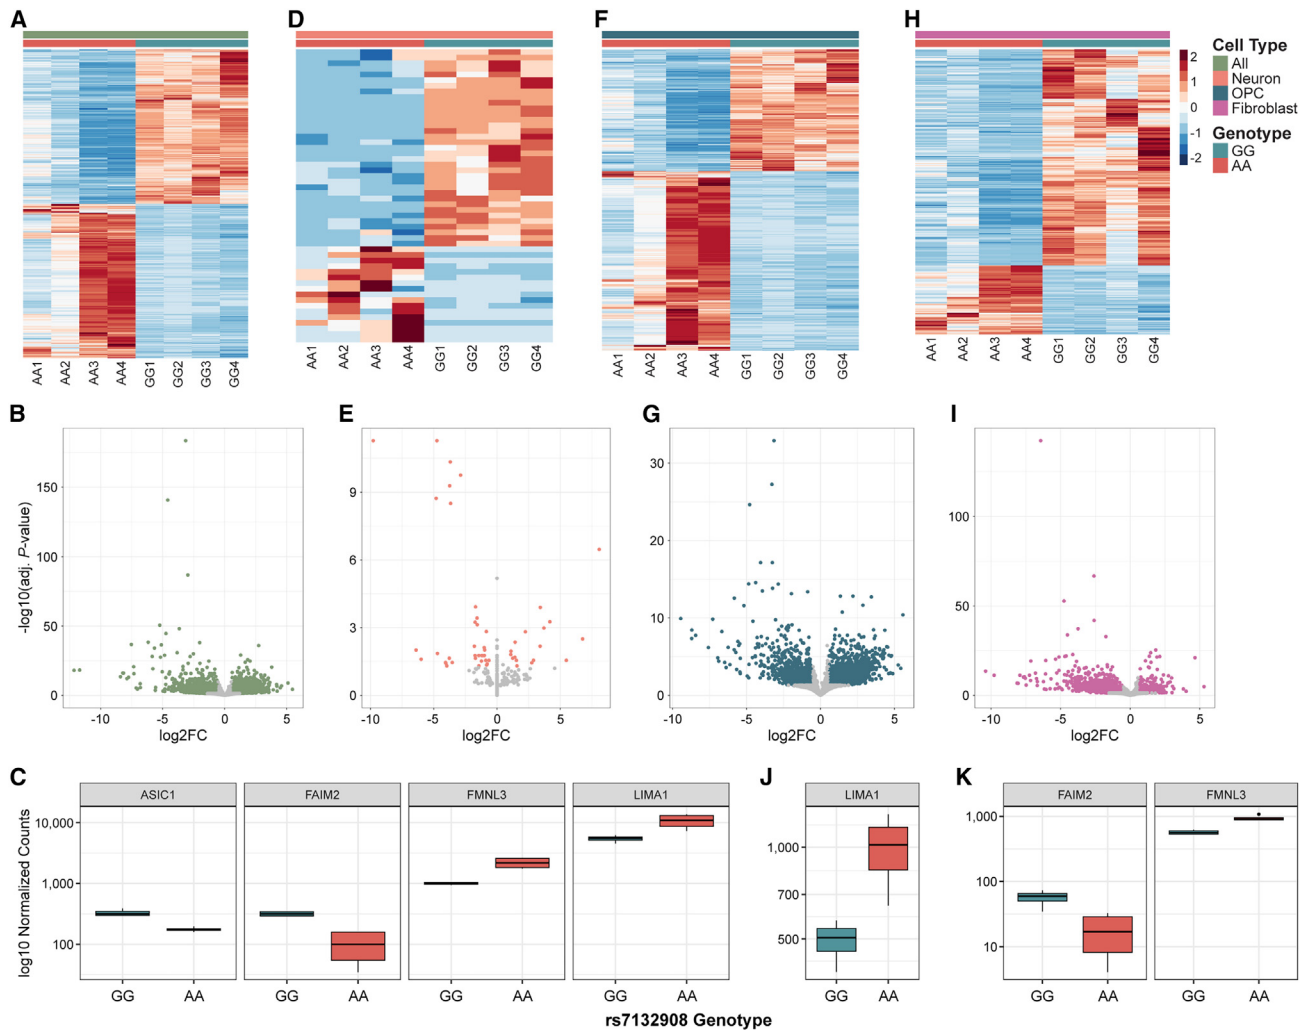 A
D
F
H
AA1 AA2 AA3 AA4 GG1 GG2 GG3 GG4
AA1 AA2 AA3 AA4 GG1 GG2 GG3 GG4
AA1 AA2 AA3 AA4 GG1 GG2 GG3 GG4
AA1 AA2 AA3 AA4 GG1 GG2 GG3 GG4
2
1
0
-1
-2
Cell Type
All
Neuron
OPC
Fibroblast
Genotype
GG
AA
B
-log10(adj. P-value)
150
100
50
0
-10 -5 0 5
log2FC
E
9
6
3
0
-10 -5 0 5
log2FC
G
30
20
10
0
-10 -5 0 5
log2FC
I
100
50
0
-10 -5 0 5
log2FC
C
log10 Normalized Counts
ASIC1 FAIM2 FMNL3 LIMA1
10,000
1,000
100
GG AA GG AA GG AA GG AA
J
LIMA1
1,000
700
500
GG AA
K
FAIM2 FMNL3
1,000
100
10
GG AA GG AA
rs7132908 Genotype